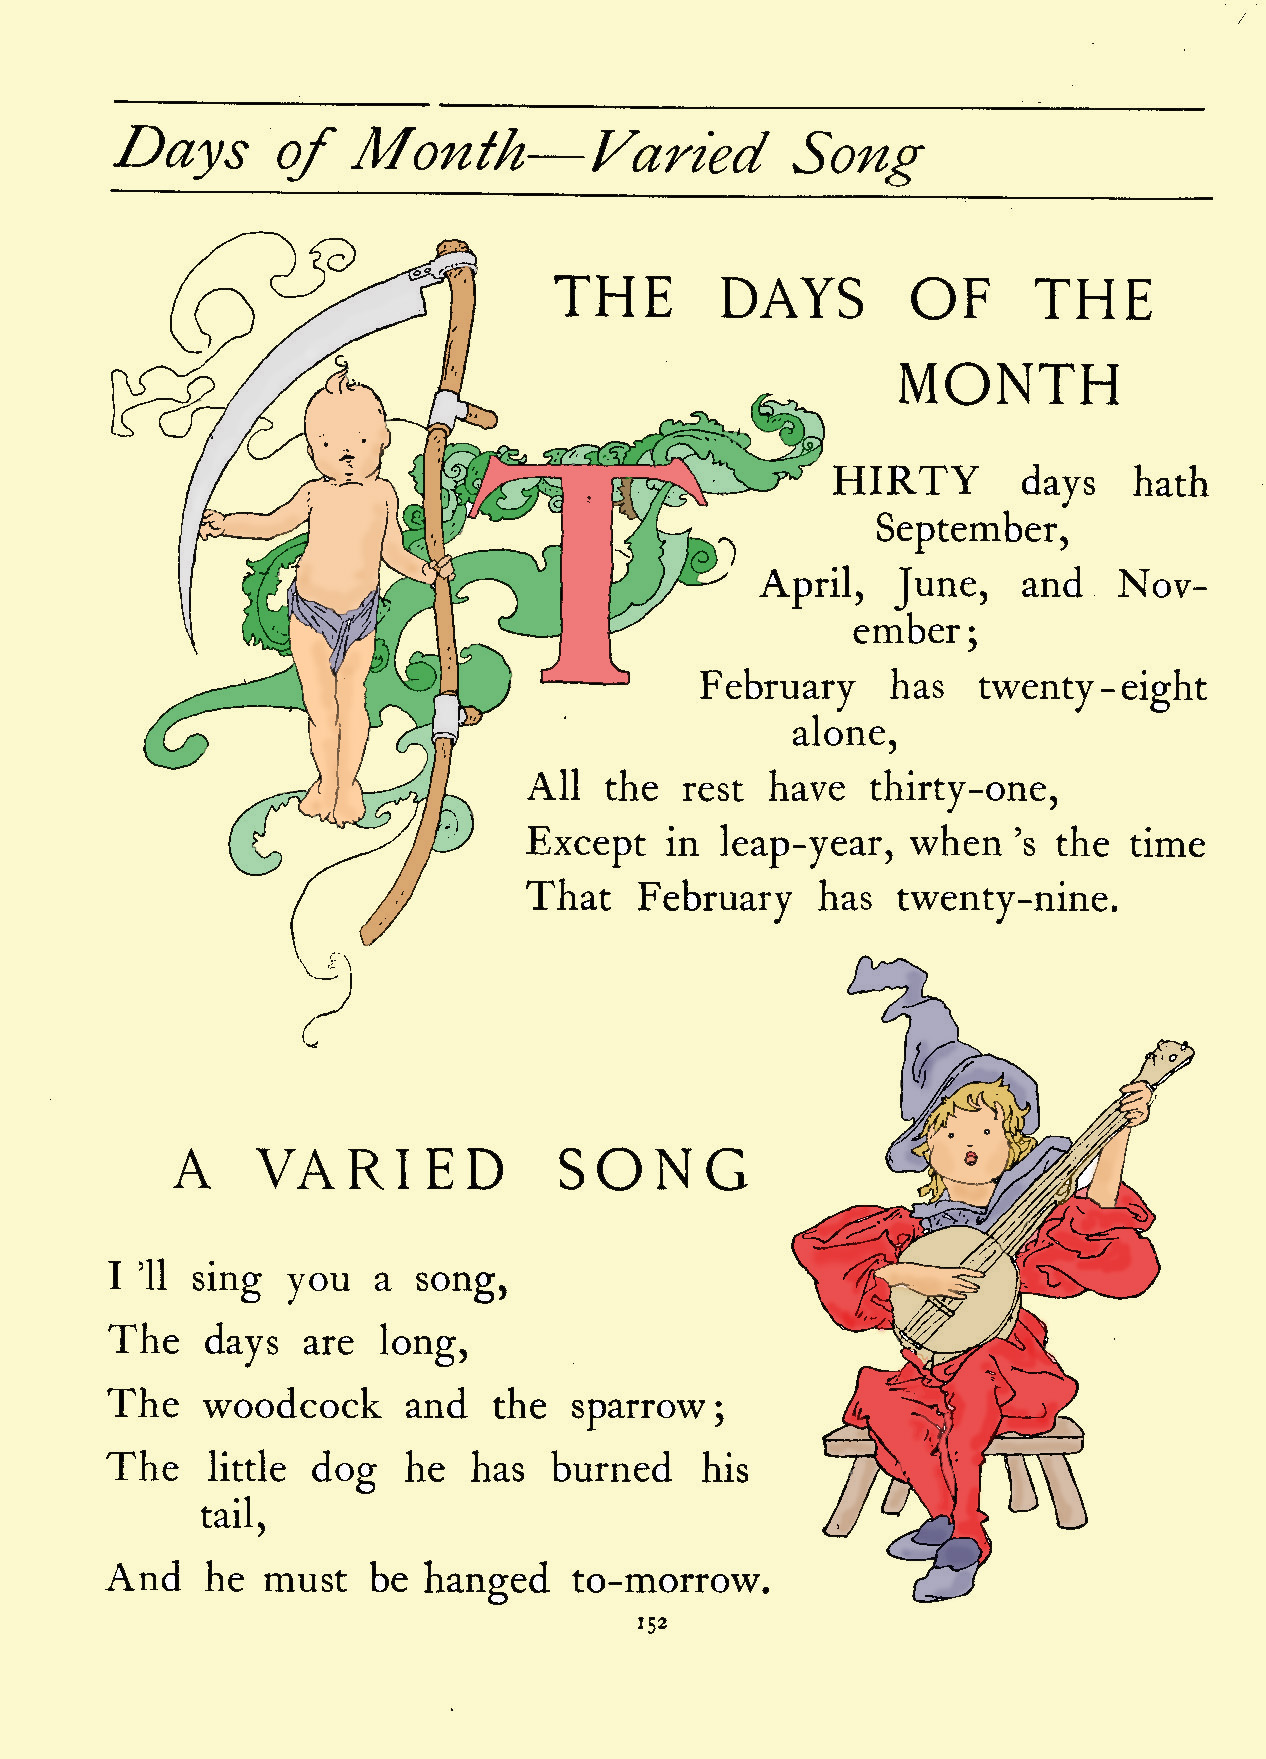 Days of Month—Varied Song
THE DAYS OF THE
MONTH
THIRTY days hath
September,
April, June, and Nov-
ember;
February has twenty-eight
alone,
All the rest have thirty-one,
Except in leap-year, when 's the time
That February has twenty-nine.
A VARIED SONG
I 'll sing you a song,
The days are long,
The woodcock and the sparrow;
The little dog he has burned his
tail,
And he must be hanged to-morrow.
152